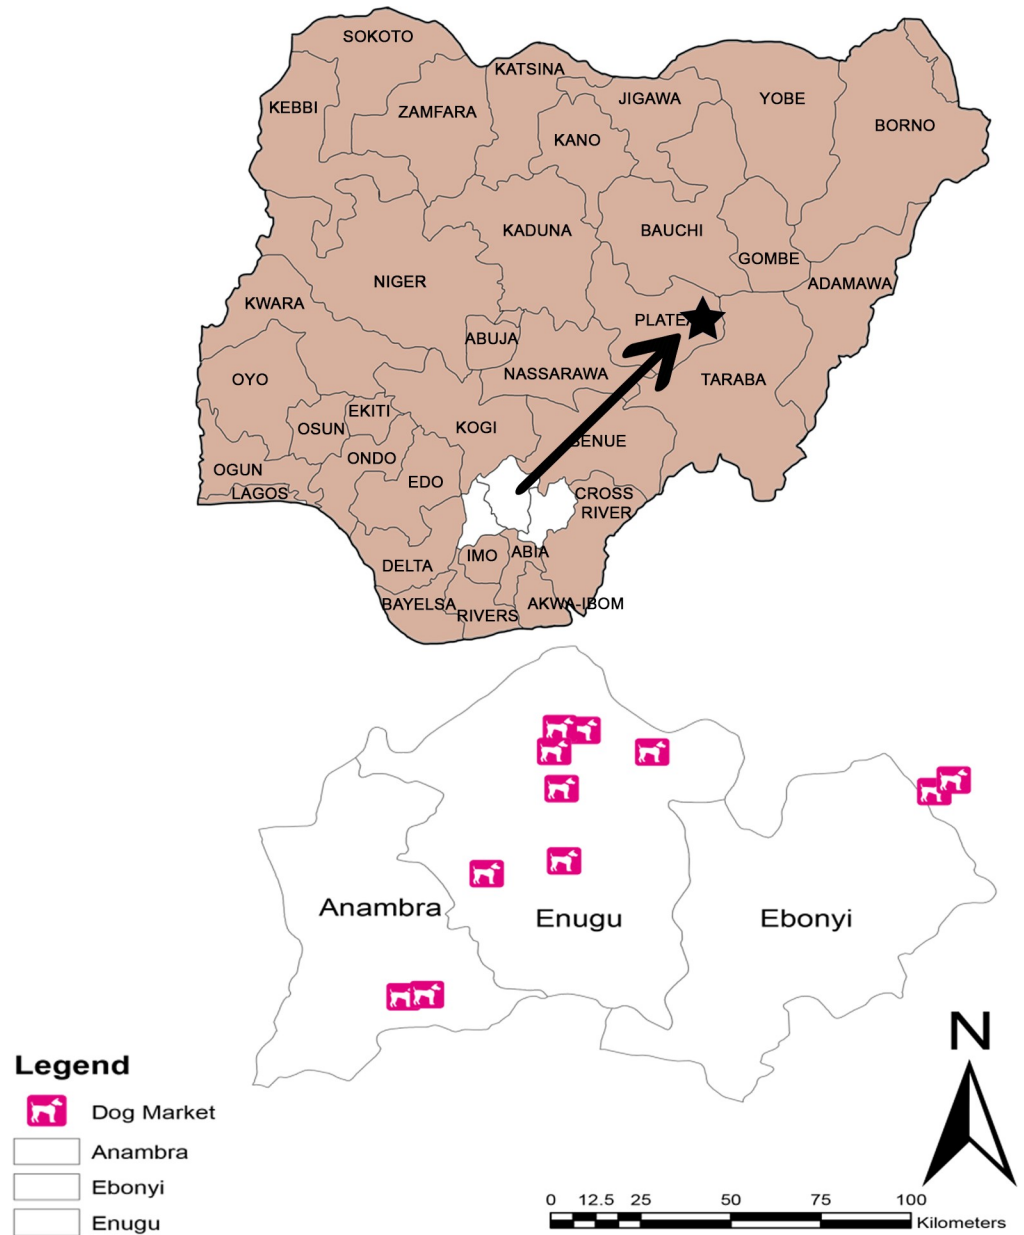 SOKOTO
KATSINA
KEBBI
ZAMFARA
JIGAWA
YOBE
BORNO
KANO
KADUNA
BAUCHI
GOMBE
ADAMAWA
NIGER
KWARA
PLATE
ABUJA
NASSARAWA
TARABA
OYO
EKITI
OSUN
KOGI
BENUE
ONDO
OGUN
EDO
LAGOS
CROSS
RIVER
IMO
ABIA
DELTA
BAYELSA
AKWA-IBOM
RIVERS
Anambra
Enugu
Ebonyi
N
Legend
Dog Market
Anambra
Ebonyi
Enugu
0 12.5 25 50 75 100
Kilometers